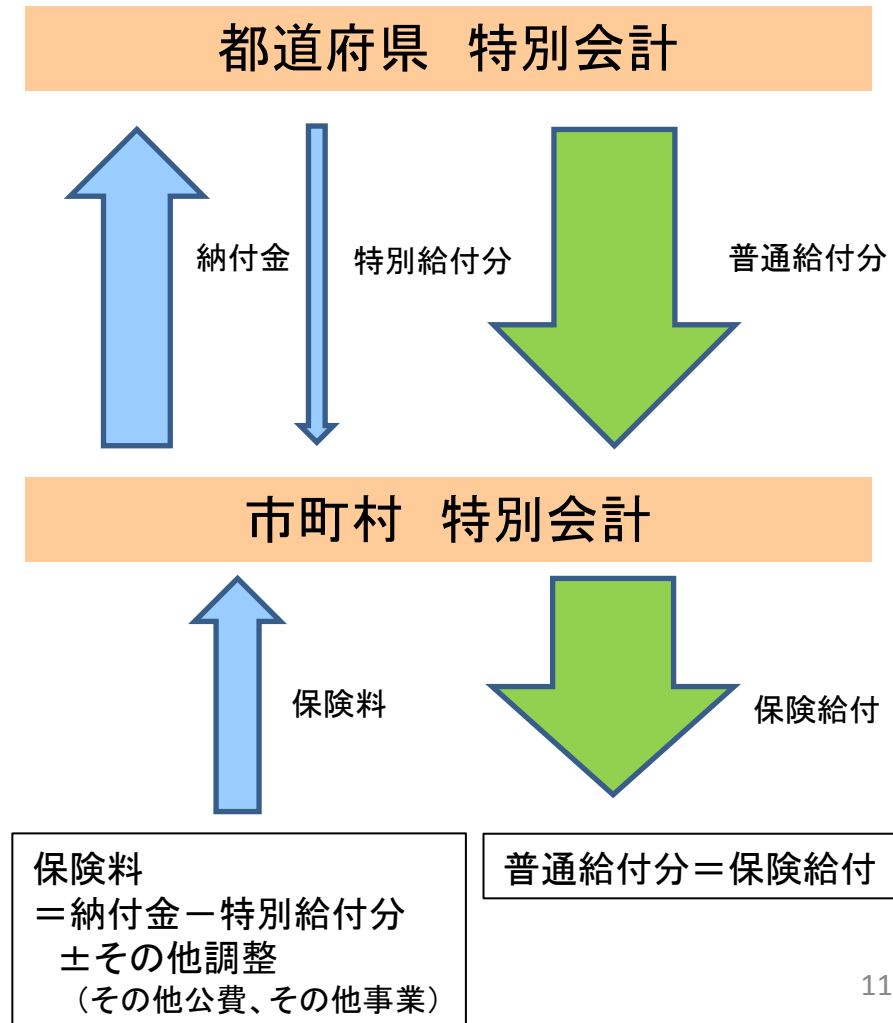 都道府県　特別会計
納付金
特別給付分
普通給付分
市町村　特別会計
保険料
保険給付
保険料
＝納付金－特別給付分
±その他調整
（その他公費、その他事業）
普通給付分＝保険給付
11